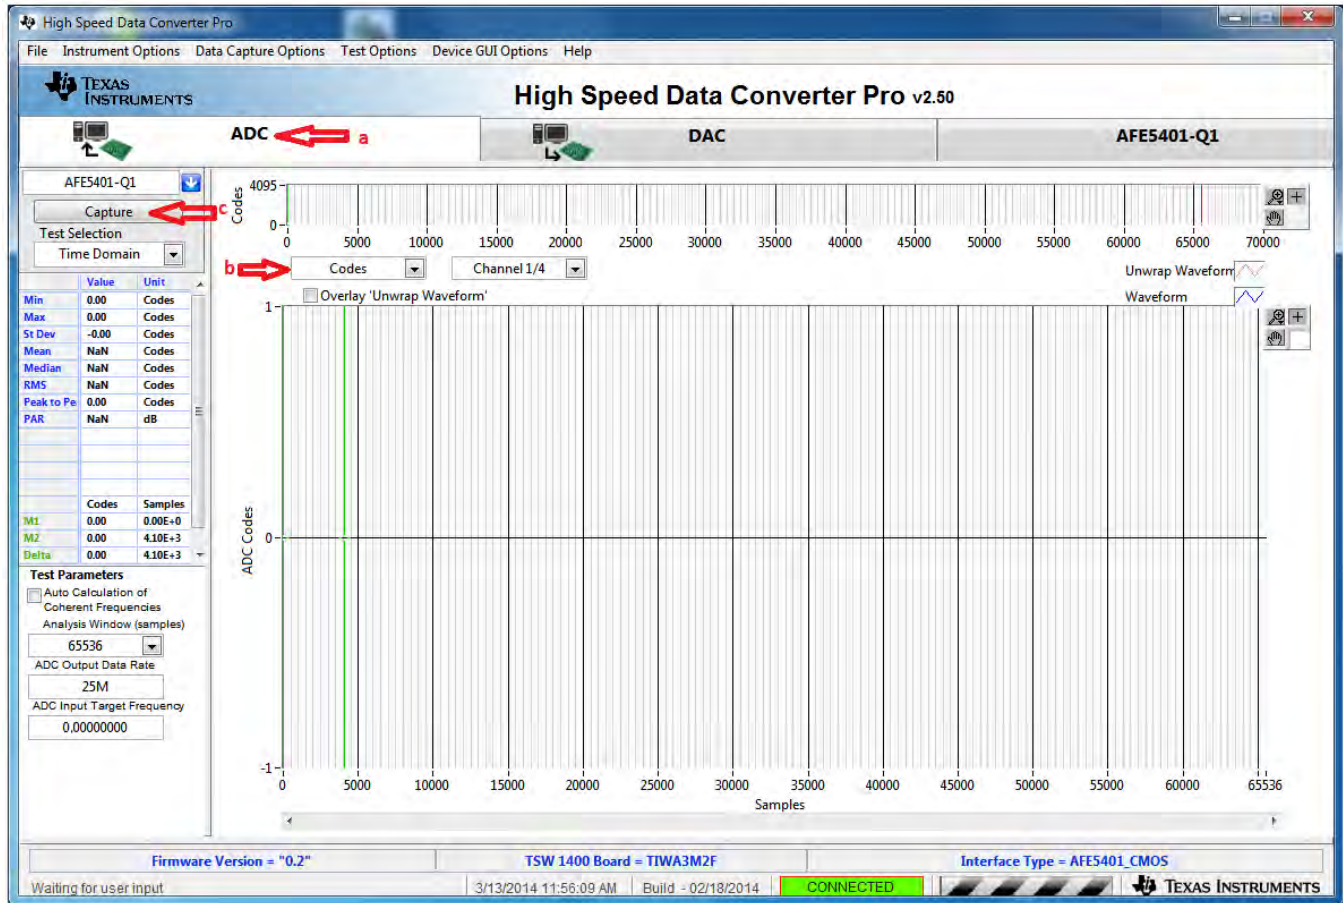 High Speed Data Converter Pro
File Instrument Options Data Capture Options Test Options Device GUI Options Help
TEXAS INSTRUMENTS
High Speed Data Converter Pro v2.50
ADC
a
DAC
AFE5401-Q1
AFE5401-Q1
Capture
c
Test Selection
Time Domain
Value Unit
Min 0.00 Codes
Max 0.00 Codes
St Dev -0.00 Codes
Mean NaN Codes
Median NaN Codes
RMS NaN Codes
Peak to Pe 0.00 Codes
PAR NaN dB
Codes Samples
M1 0.00 0.00E+0
M2 0.00 4.10E+3
Delta 0.00 4.10E+3
Test Parameters
Auto Calculation of
Coherent Frequencies
Analysis Window (samples)
65536
ADC Output Data Rate
25M
ADC Input Target Frequency
0,00000000
Codes
4095
0
0 5000 10000 15000 20000 25000 30000 35000 40000 45000 50000 55000 60000 65000 70000
b
Codes
Channel 1/4
Unwrap Waveform
Overlay 'Unwrap Waveform'
Waveform
1
ADC Codes
0
-1
0 5000 10000 15000 20000 25000 30000 35000 40000 45000 50000 55000 60000 65536
Samples
Firmware Version = "0.2"
TSW 1400 Board = TIWA3M2F
Interface Type = AFE5401_CMOS
Waiting for user input
3/13/2014 11:56:09 AM
Build - 02/18/2014
CONNECTED
TEXAS INSTRUMENTS